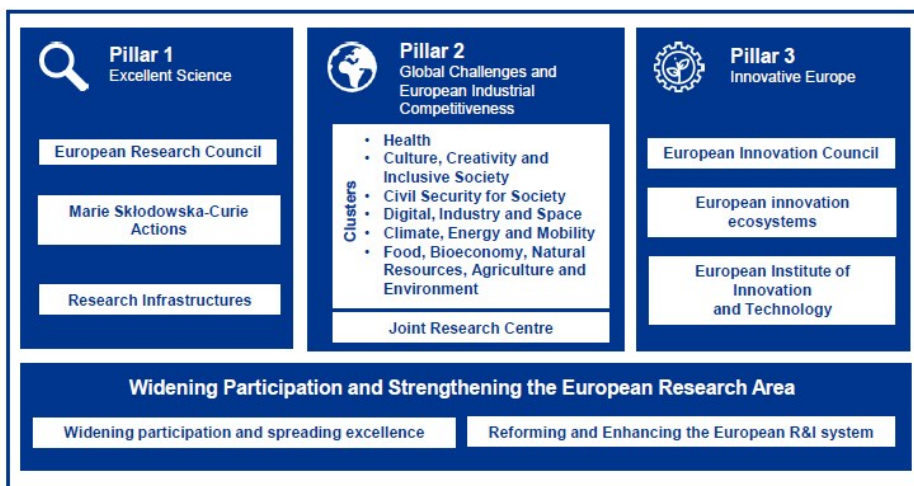 Pillar 1
Excellent Science
European Research Council
Marie Skłodowska-Curie
Actions
Research Infrastructures
Pillar 2
Global Challenges and
European Industrial
Competitiveness
Clusters
• Health
• Culture, Creativity and
Inclusive Society
• Civil Security for Society
• Digital, Industry and Space
• Climate, Energy and Mobility
• Food, Bioeconomy, Natural
Resources, Agriculture and
Environment
Joint Research Centre
Pillar 3
Innovative Europe
European Innovation Council
European innovation
ecosystems
European Institute of
Innovation
and Technology
Widening Participation and Strengthening the European Research Area
Widening participation and spreading excellence
Reforming and Enhancing the European R&I system